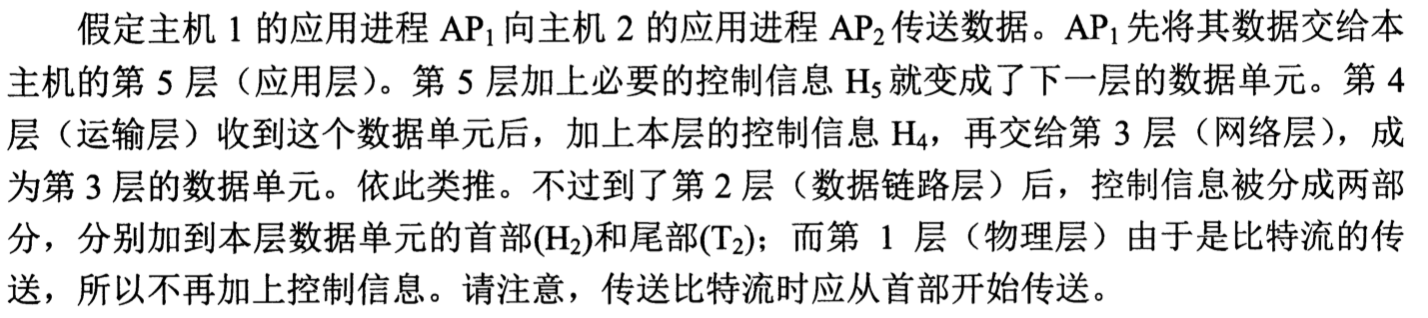 假定主机 1 的应用进程 AP₁ 向主机 2 的应用进程 AP₂ 传送数据。AP₁ 先将其数据交给本
主机的第 5 层（应用层）。第 5 层加上必要的控制信息 H₅ 就变成了下一层的数据单元。第 4
层（运输层）收到这个数据单元后，加上本层的控制信息 H₄，再交给第 3 层（网络层），成
为第 3 层的数据单元。依此类推。不过到了第 2 层（数据链路层）后，控制信息被分成两部
分，分别加到本层数据单元的首部(H₂)和尾部(T₂)；而第 1 层（物理层）由于是比特流的传
送，所以不再加上控制信息。请注意，传送比特流时应从首部开始传送。